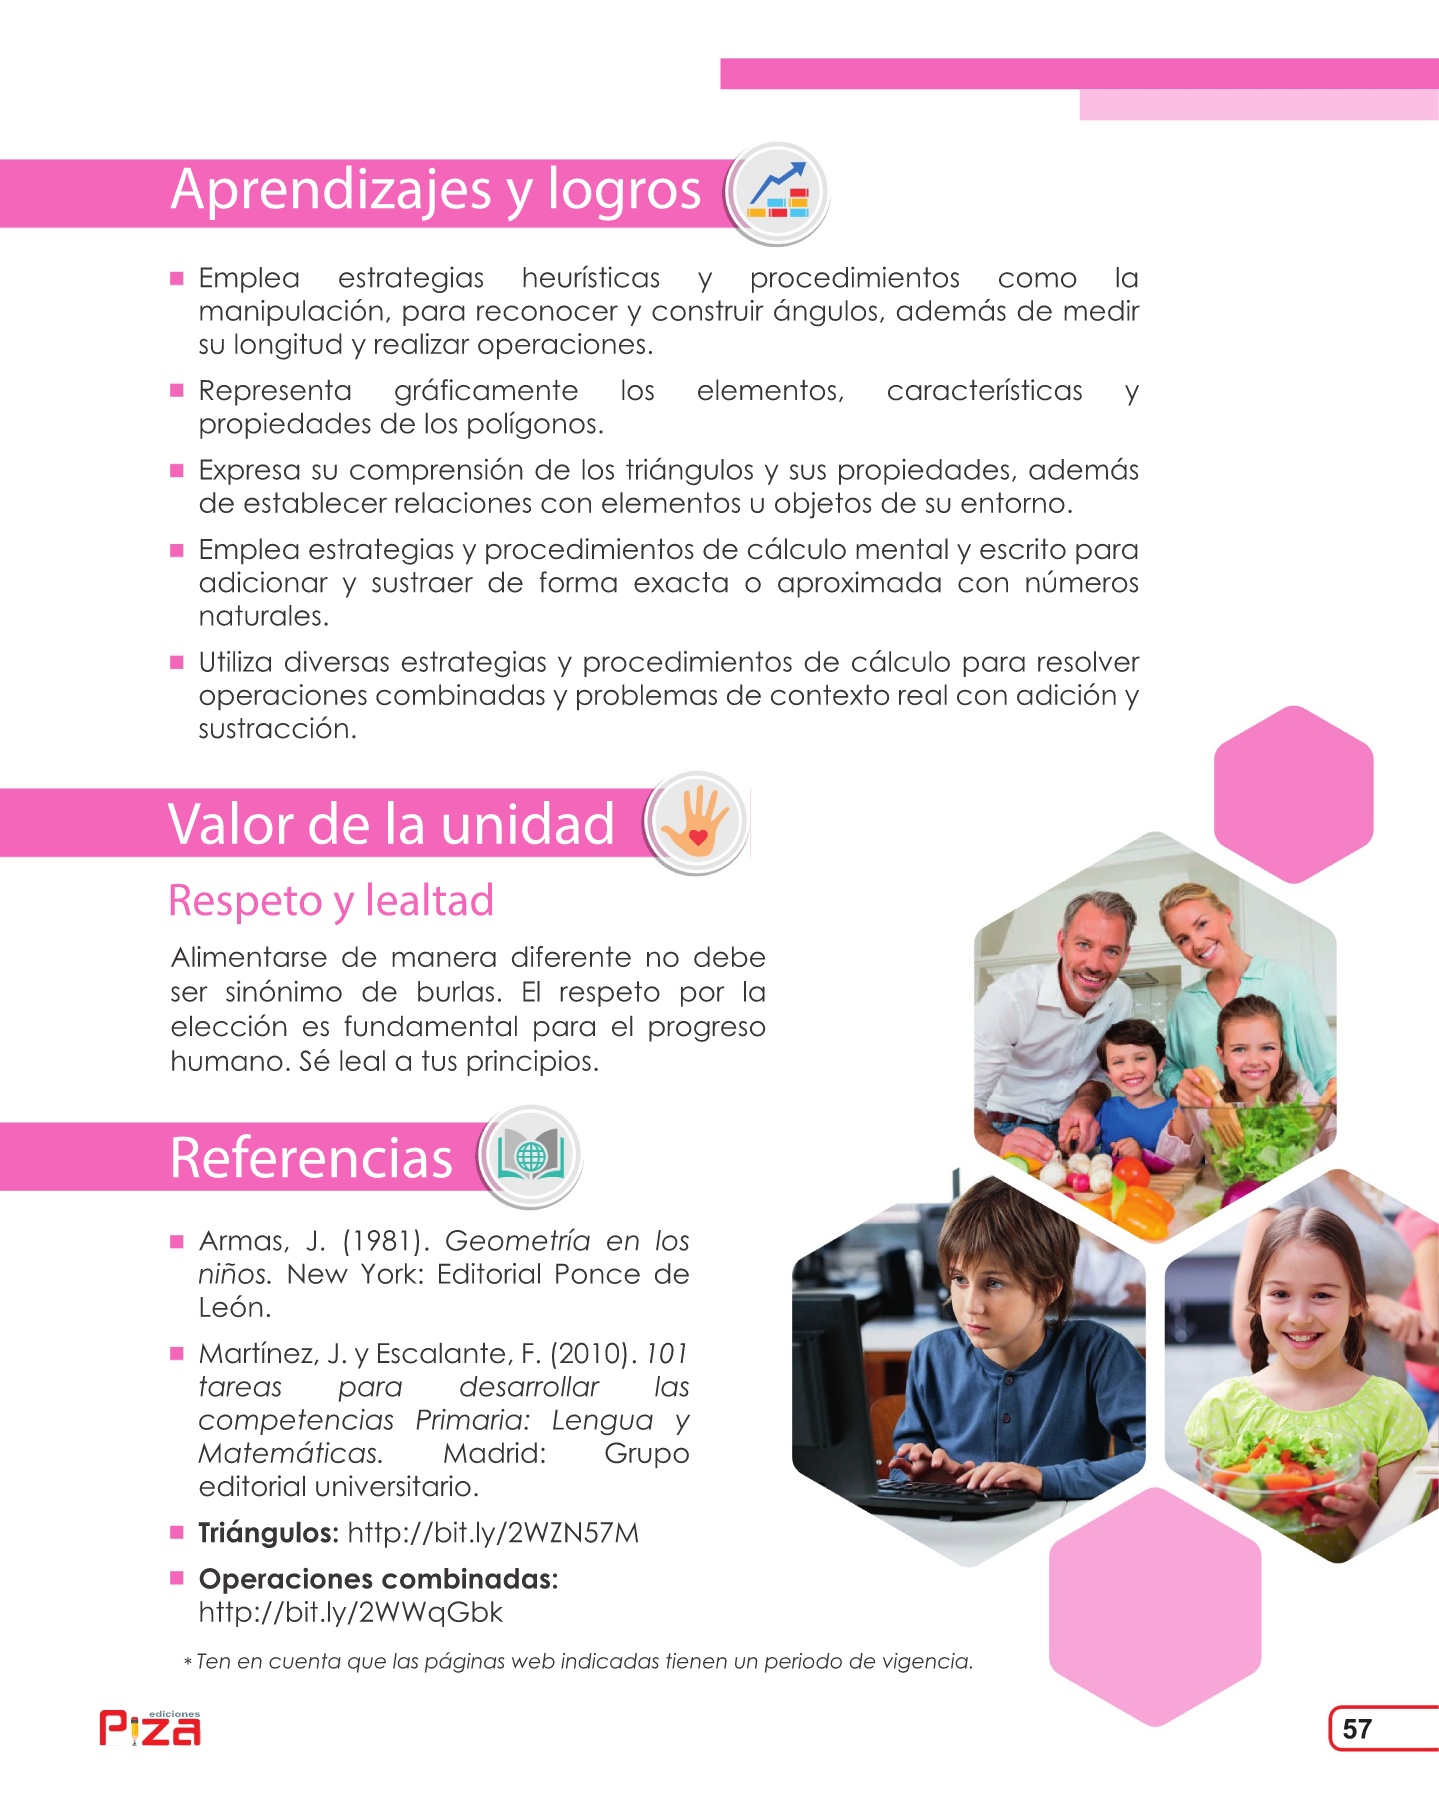 Aprendizajes y logros
Emplea estrategias heurísticas y procedimientos como la
manipulación, para reconocer y construir ángulos, además de medir
su longitud y realizar operaciones.
Representa gráficamente los elementos, características y
propiedades de los polígonos.
Expresa su comprensión de los triángulos y sus propiedades, además
de establecer relaciones con elementos u objetos de su entorno.
Emplea estrategias y procedimientos de cálculo mental y escrito para
adicionar y sustraer de forma exacta o aproximada con números
naturales.
Utiliza diversas estrategias y procedimientos de cálculo para resolver
operaciones combinadas y problemas de contexto real con adición y
sustracción.
Valor de la unidad
Respeto y lealtad
Alimentarse de manera diferente no debe
ser sinónimo de burlas. El respeto por la
elección es fundamental para el progreso
humano. Sé leal a tus principios.
Referencias
Armas, J. (1981). Geometría en los
niños. New York: Editorial Ponce de
León.
Martínez, J. y Escalante, F. (2010). 101
tareas para desarrollar las
competencias Primaria: Lengua y
Matemáticas. Madrid: Grupo
editorial universitario.
Triángulos: http://bit.ly/2WZN57M
Operaciones combinadas:
http://bit.ly/2WWqGbk
* Ten en cuenta que las páginas web indicadas tienen un periodo de vigencia.
ediciones
Piza
57